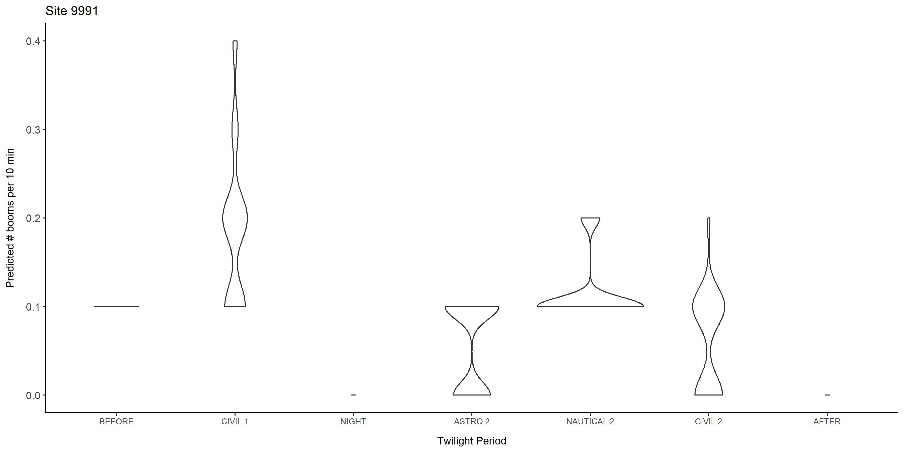 Site 9991
Predicted # booms per 10 min
0.4
0.3
0.2
0.1
0.0
BEFORE CIVIL 1 NIGHT ASTRO 2 NAUTICAL 2 CIVIL 2 AFTER
Twilight Period